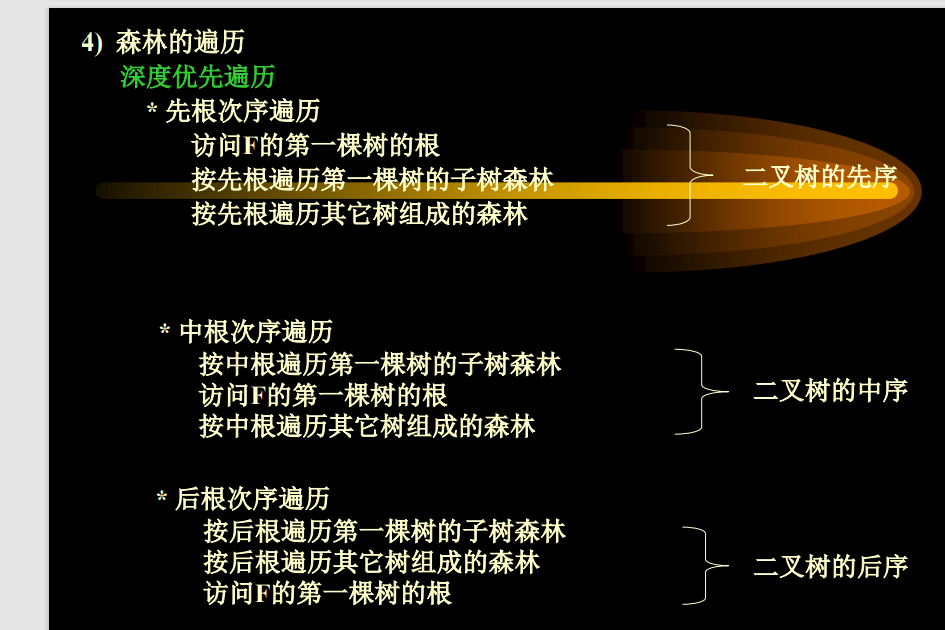 4) 森林的遍历
深度优先遍历
* 先根次序遍历
访问F的第一棵树的根
按先根遍历第一棵树的子树森林
按先根遍历其它树组成的森林
二叉树的先序
* 中根次序遍历
按中根遍历第一棵树的子树森林
访问F的第一棵树的根
按中根遍历其它树组成的森林
二叉树的中序
* 后根次序遍历
按后根遍历第一棵树的子树森林
按后根遍历其它树组成的森林
访问F的第一棵树的根
二叉树的后序